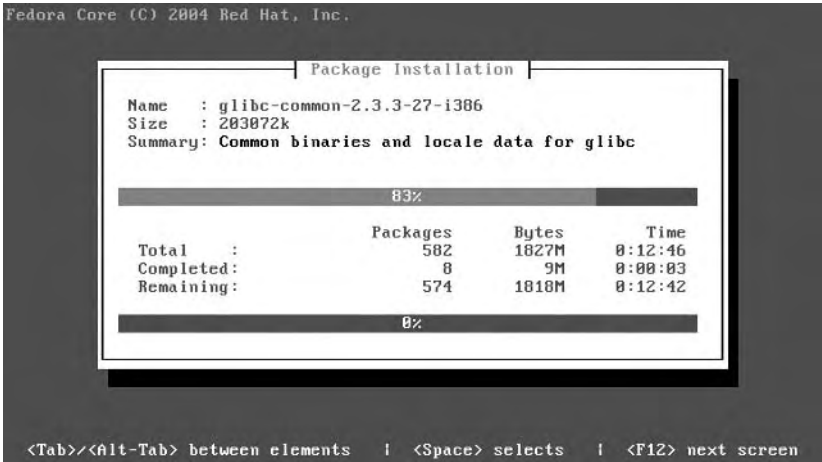 Fedora Core (C) 2004 Red Hat, Inc.
Package Installation
Name : glibc-common-2.3.3-27-i386
Size : 203072k
Summary: Common binaries and locale data for glibc
83%
Packages Bytes Time
Total : 582 1827M 0:12:46
Completed: 8 9M 0:00:03
Remaining: 574 1818M 0:12:42
0%
<Tab>/<Alt-Tab> between elements | <Space> selects | <F12> next screen